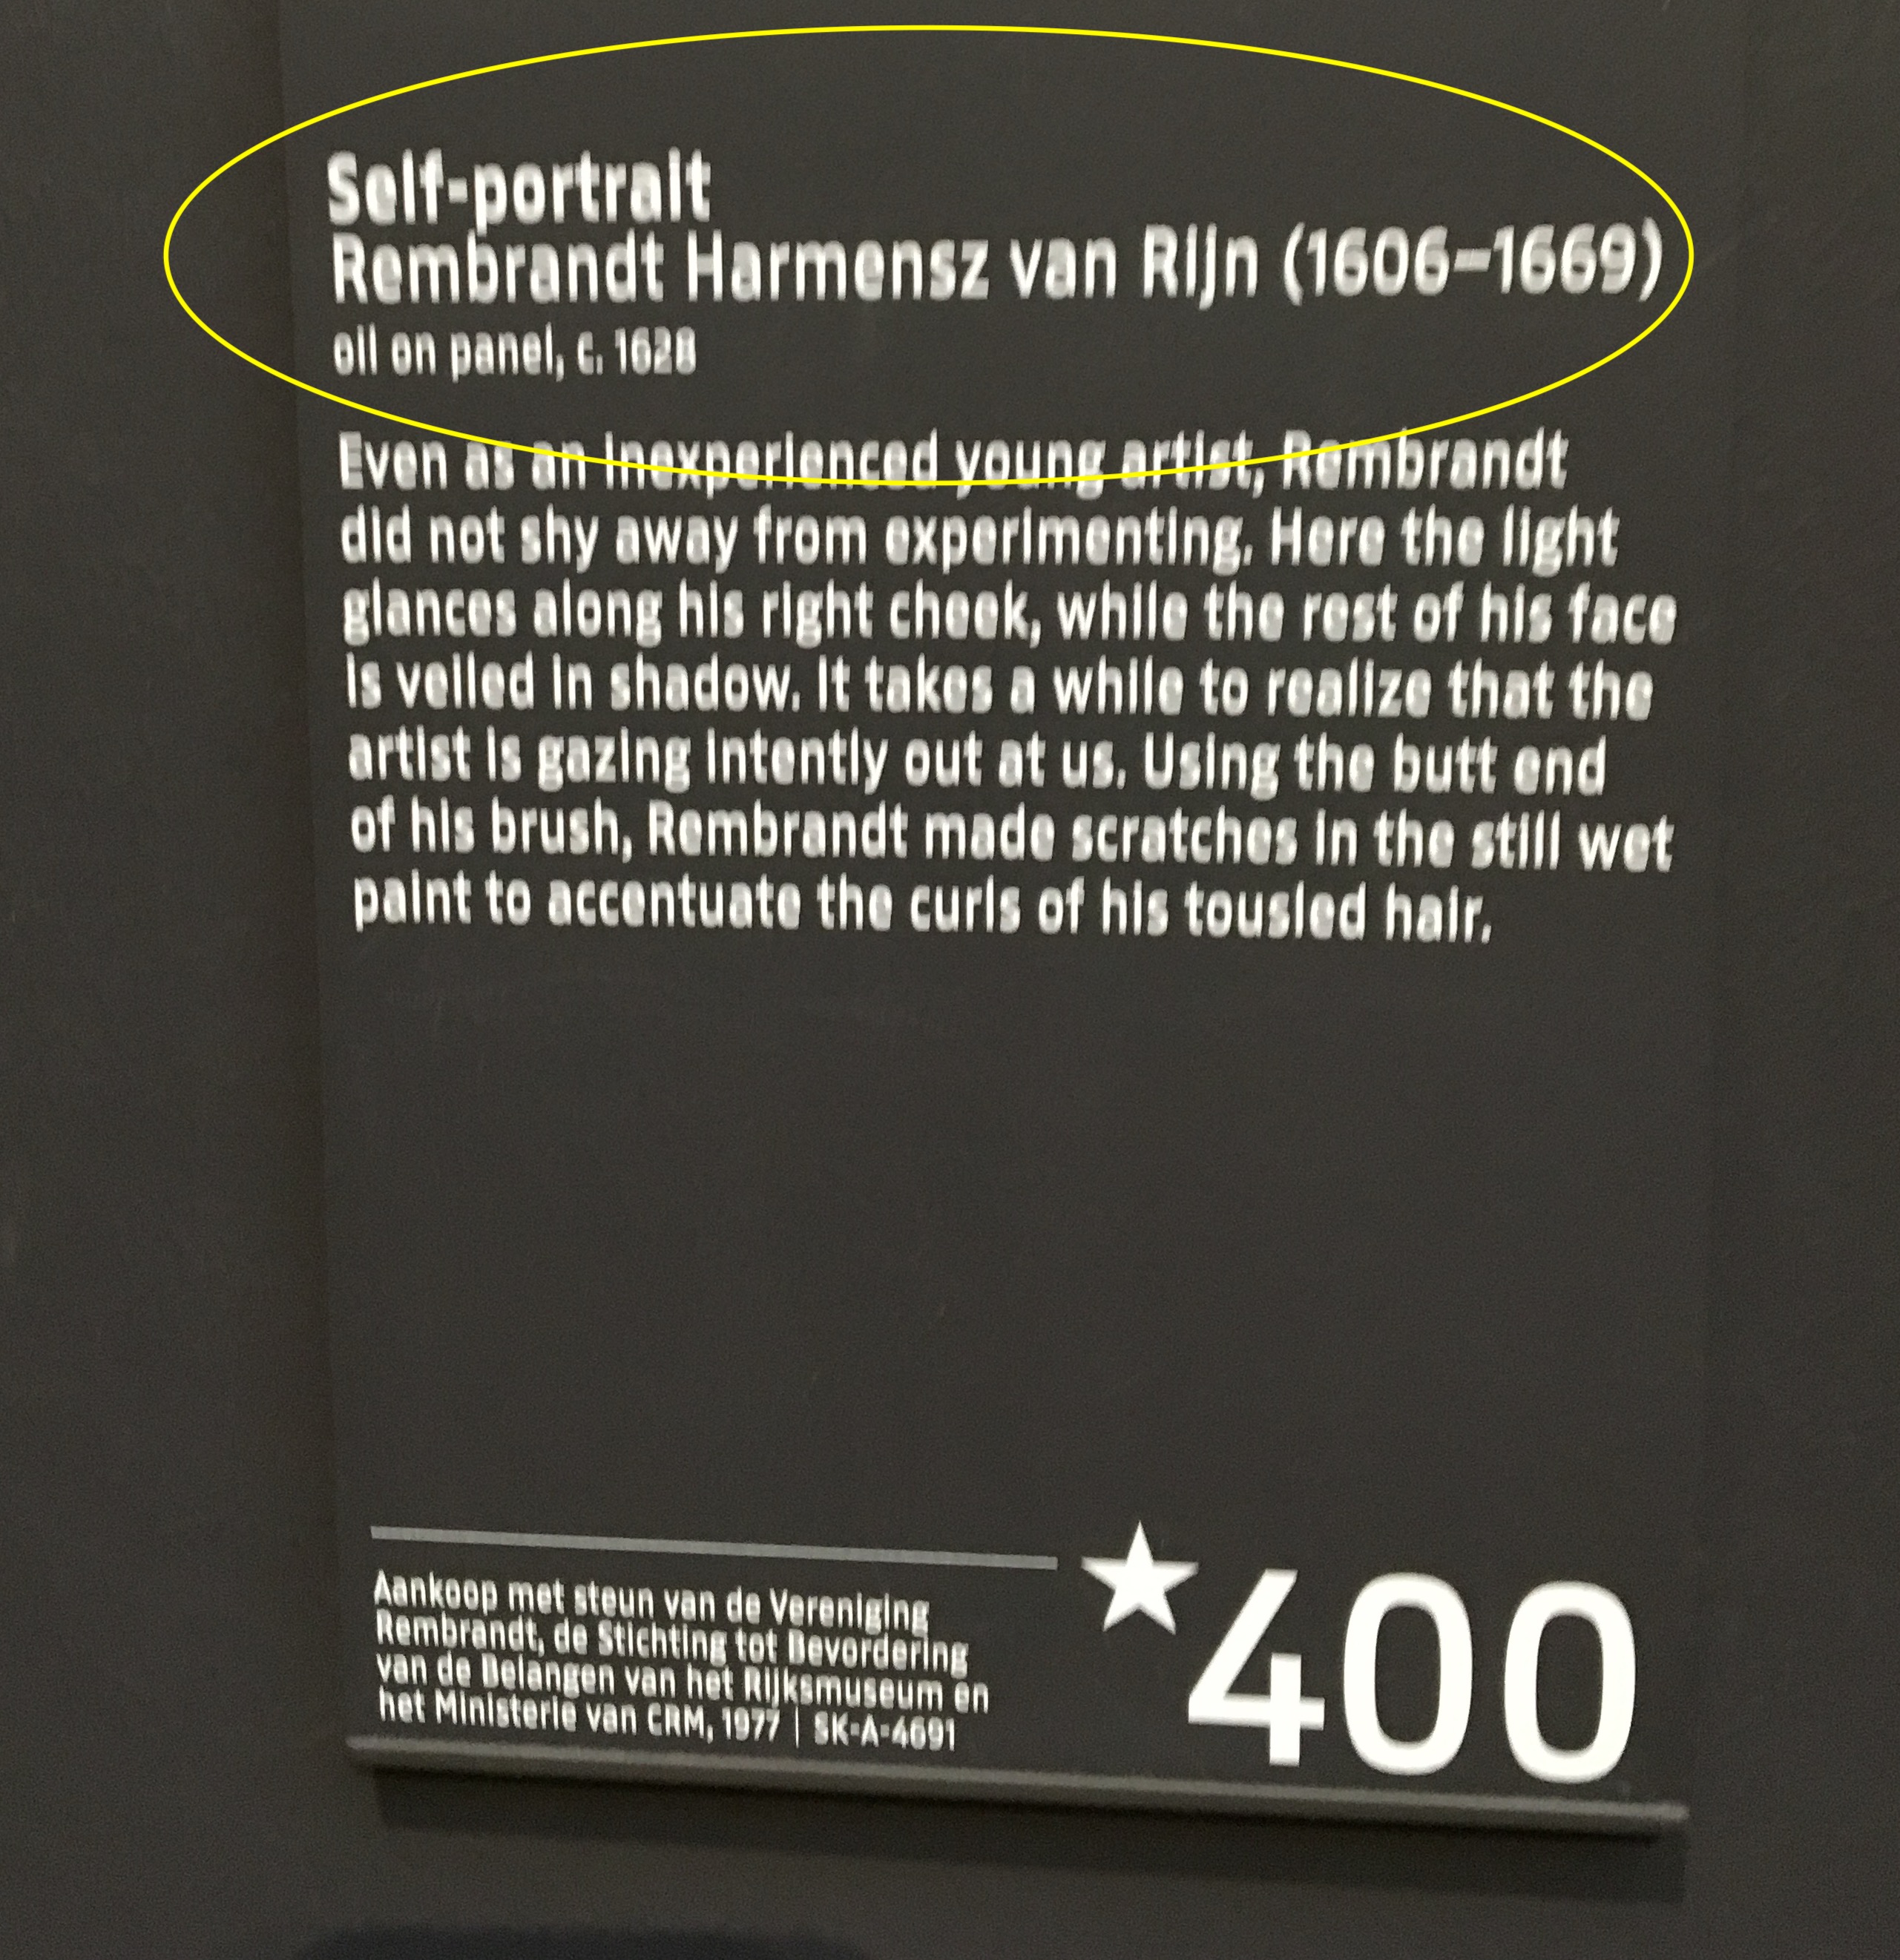 Self-portrait
Rembrandt Harmensz van Rijn (1606–1669)
oil on panel, c. 1628
Even as an inexperienced young artist, Rembrandt
did not shy away from experimenting. Here the light
glances along his right cheek, while the rest of his face
is veiled in shadow. It takes a while to realize that the
artist is gazing intently out at us. Using the butt end
of his brush, Rembrandt made scratches in the still wet
paint to accentuate the curls of his tousled hair.
Aankoop met steun van de Vereniging
Rembrandt, de Stichting tot Bevordering
van de Belangen van het Rijksmuseum en
het Ministerie van CRM, 1977 | SK-A-4691
★400